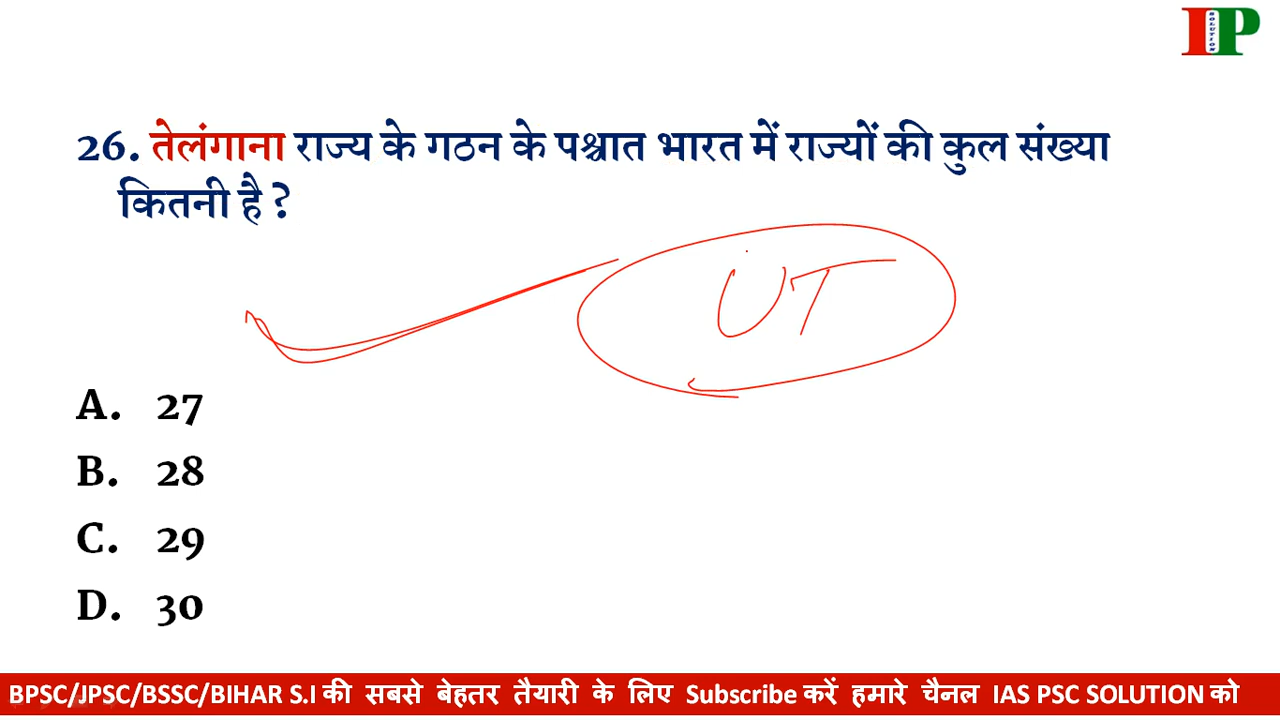 IP
SOLUTION
26. तेलंगाना राज्य के गठन के पश्चात भारत में राज्यों की कुल संख्या
कितनी है ?
UT
A. 27
B. 28
C. 29
D. 30
BPSC/JPSC/BSSC/BIHAR S.I की सबसे बेहतर तैयारी के लिए Subscribe करें हमारे चैनल IAS PSC SOLUTION को